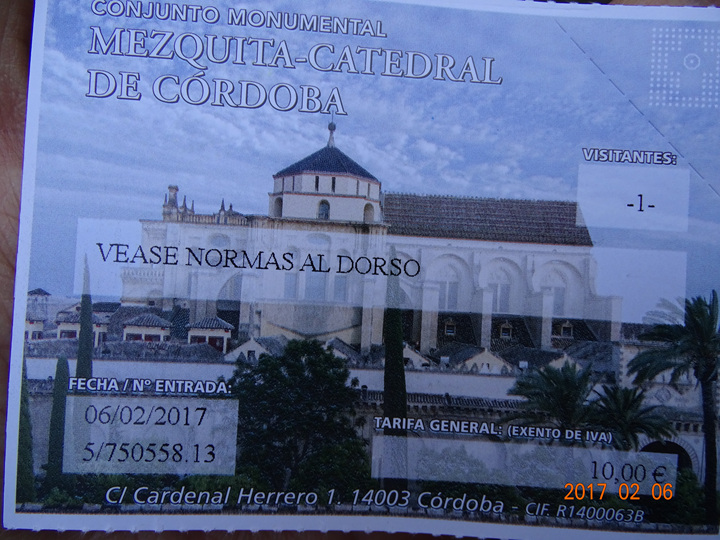 CONJUNTO MONUMENTAL
MEZQUITA-CATEDRAL
DE CÓRDOBA
VISITANTES:
-1-
VEASE NORMAS AL DORSO
FECHA / Nº ENTRADA:
06/02/2017
5/750558.13
TARIFA GENERAL: (EXENTO DE IVA)
10,00 €
2017 02 06
C/ Cardenal Herrero 1. 14003 Córdoba - CIF. R1400063B